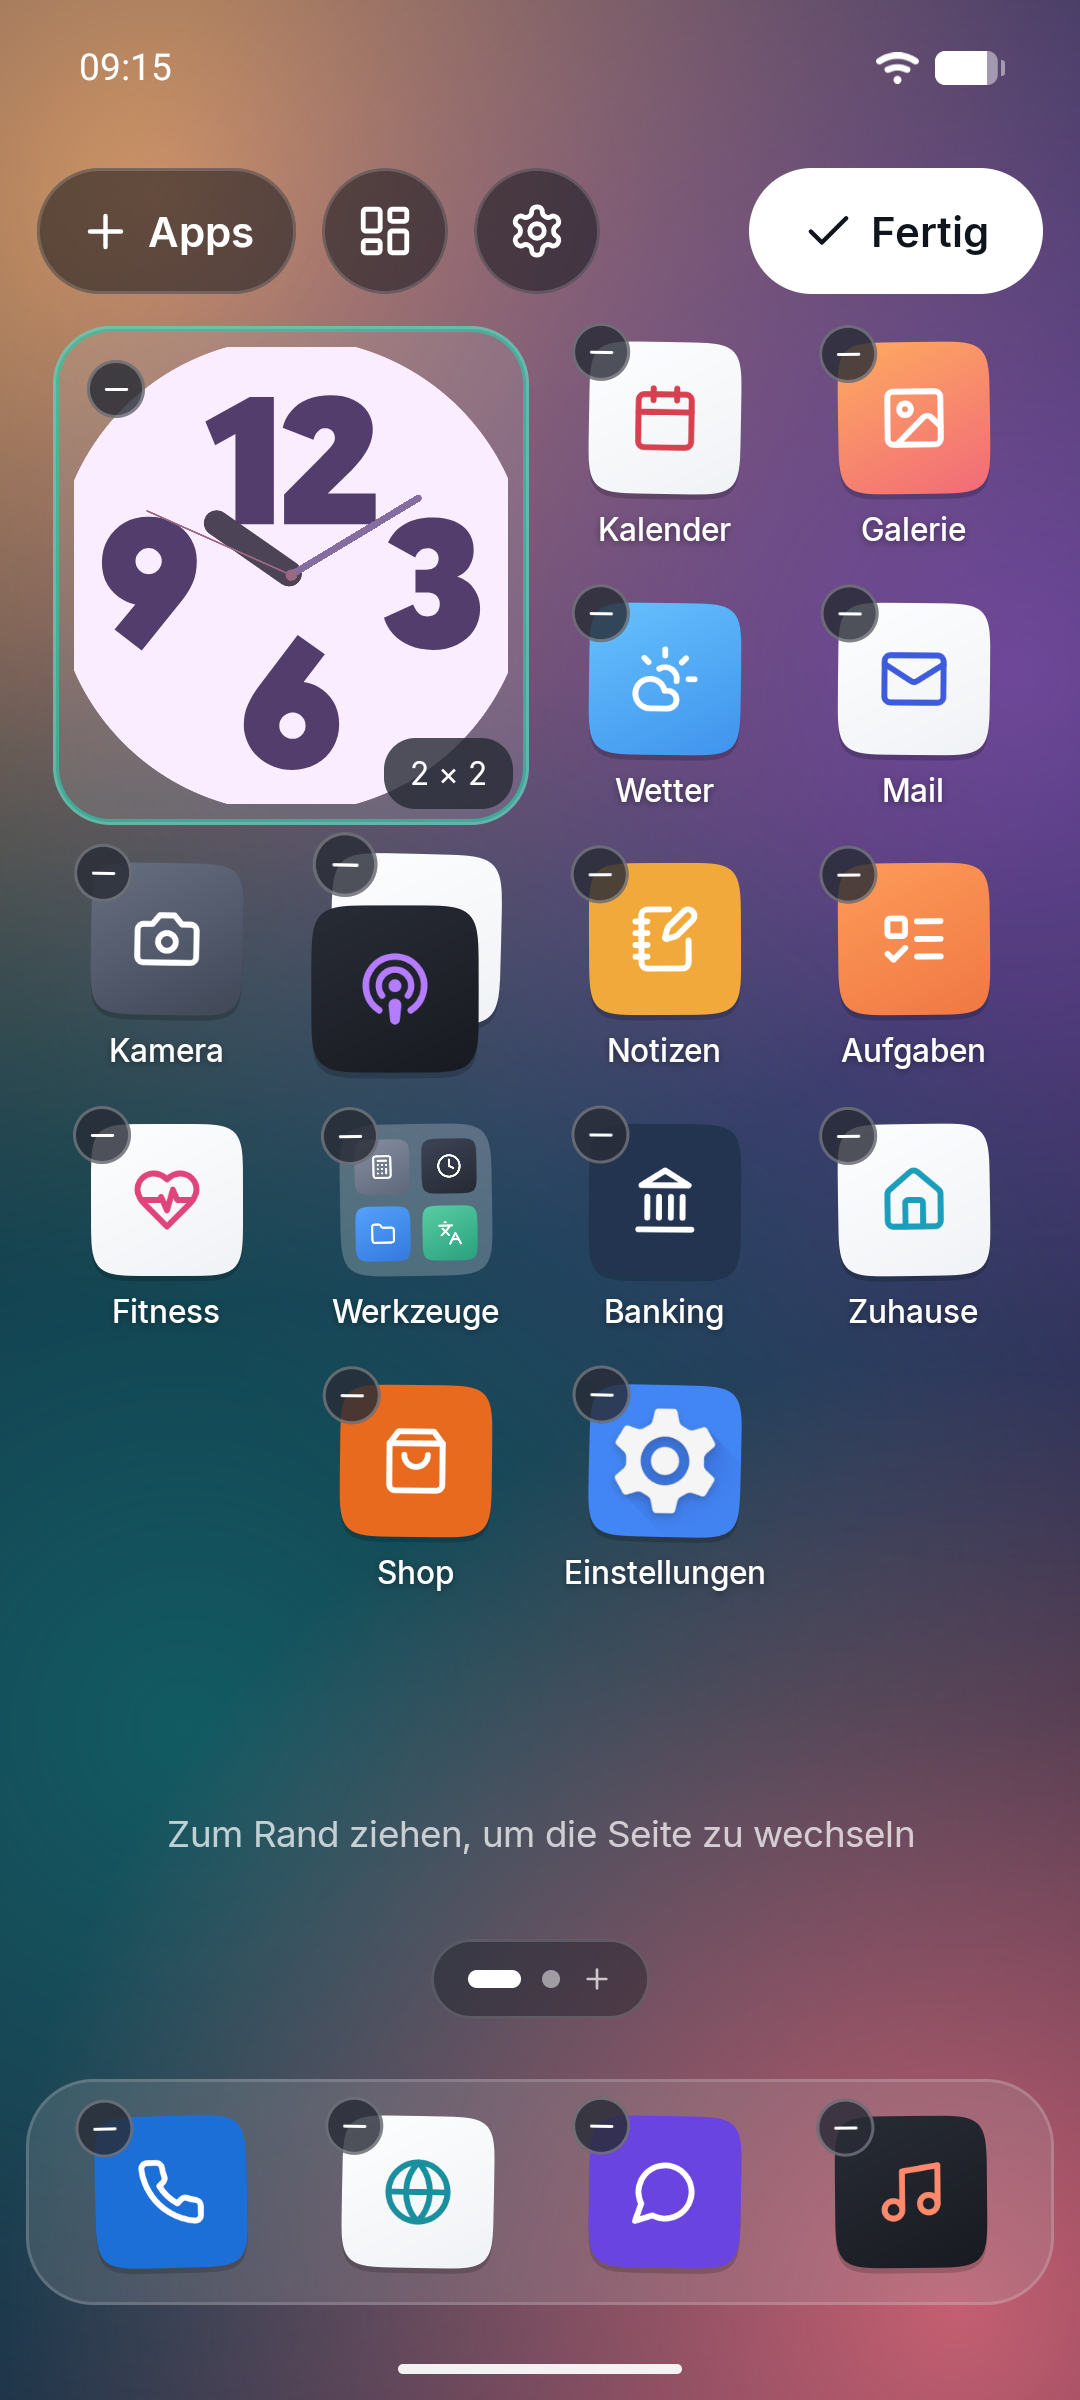 09:15
Apps
Fertig
12
9
3
6
2 × 2
Kalender
Galerie
Wetter
Mail
Kamera
Notizen
Aufgaben
Fitness
Werkzeuge
Banking
Zuhause
Shop
Einstellungen
Zum Rand ziehen, um die Seite zu wechseln